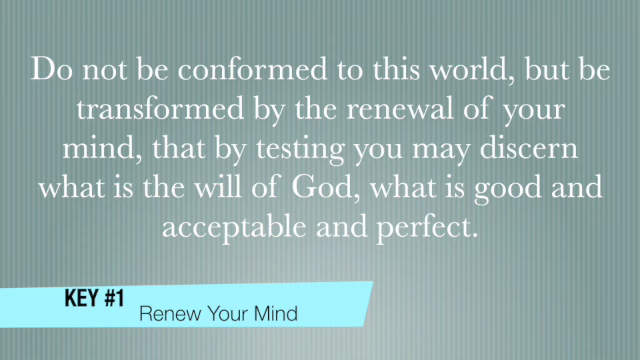 Do not be conformed to this world, but be
transformed by the renewal of your
mind, that by testing you may discern
what is the will of God, what is good and
acceptable and perfect.
KEY #1
Renew Your Mind